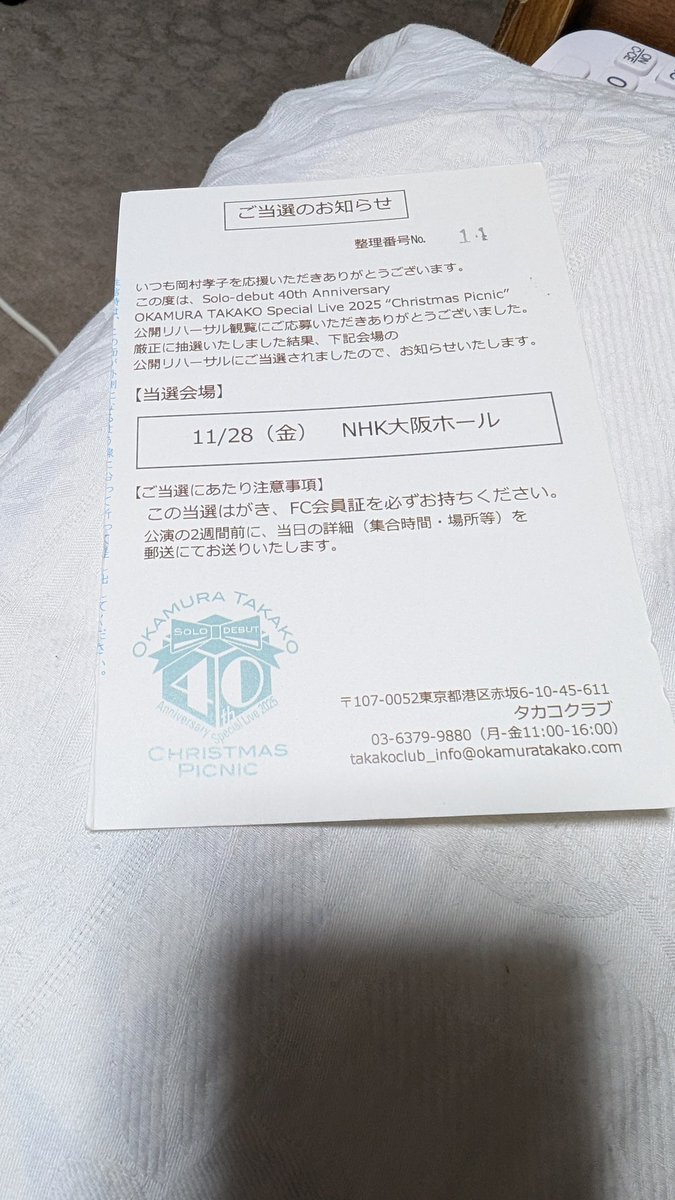 ご当選のお知らせ
整理番号No. 14
いつも岡村孝子を応援いただきありがとうございます。
この度は、Solo-debut 40th Anniversary
OKAMURA TAKAKO Special Live 2025 "Christmas Picnic"
公開リハーサル観覧にご応募いただきありがとうございました。
厳正に抽選いたしました結果、下記会場の
公開リハーサルにご当選されましたので、お知らせいたします。
【当選会場】
11/28（金） NHK大阪ホール
【ご当選にあたり注意事項】
この当選はがき、FC会員証を必ずお持ちください。
公演の2週間前に、当日の詳細（集合時間・場所等）を
郵送にてお送りいたします。
OKAMURA TAKAKO
SOLO DEBUT
40th
Anniversary Special Live 2025
CHRISTMAS
PICNIC
〒107-0052東京都港区赤坂6-10-45-611
タカコクラブ
03-6379-9880（月-金11:00-16:00）
takakoclub_info@okamuratakako.com
ON
0